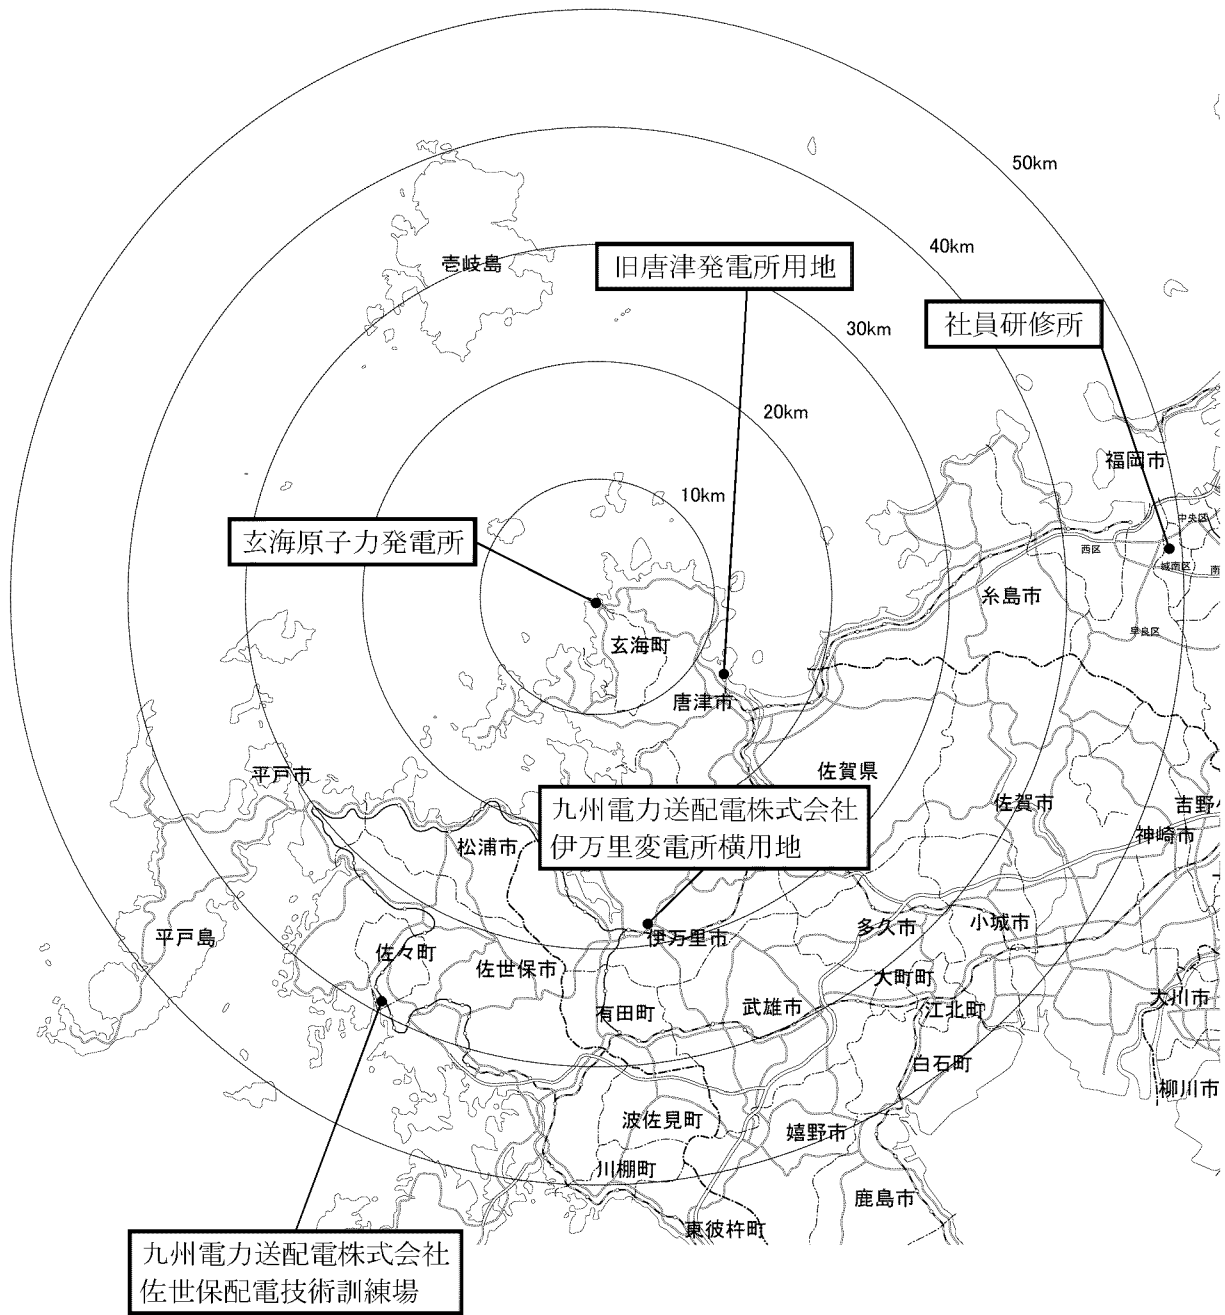 50km
40km
壱岐島
旧唐津発電所用地
30km
社員研修所
20km
福岡市
10km
中央区
玄海原子力発電所
西区
城南区
南
糸島市
早良区
玄海町
唐津市
平戸市
佐賀県
九州電力送配電株式会社
伊万里変電所横用地
佐賀市
吉野
神崎市
松浦市
多久市
小城市
平戸島
伊万里市
佐々町
佐世保市
大町町
大川市
有田町
武雄市
江北町
白石町
柳川市
波佐見町
嬉野市
川棚町
鹿島市
東彼杵町
九州電力送配電株式会社
佐世保配電技術訓練場